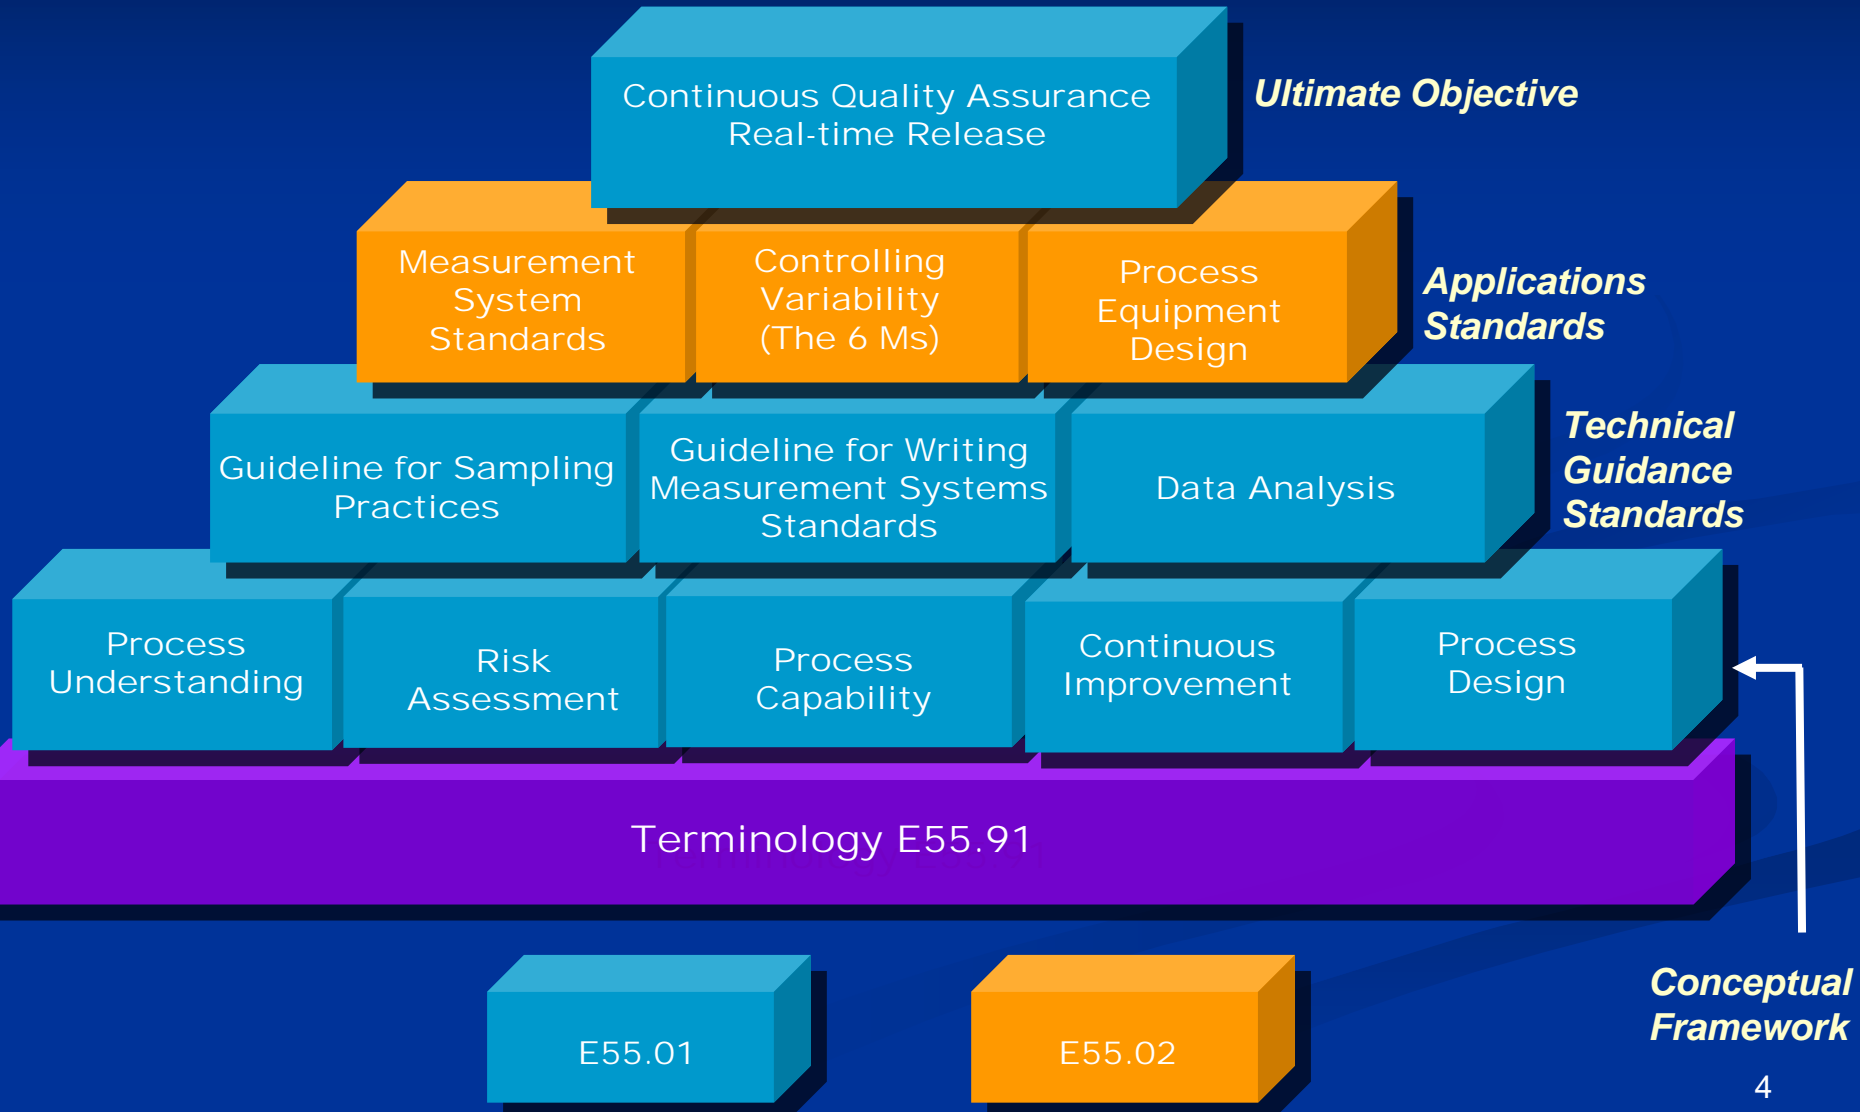 Continuous Quality Assurance
Real-time Release
Ultimate Objective
Measurement
System
Standards
Controlling
Variability
(The 6 Ms)
Process
Equipment
Design
Applications
Standards
Guideline for Sampling
Practices
Guideline for Writing
Measurement Systems
Standards
Data Analysis
Technical
Guidance
Standards
Process
Understanding
Risk
Assessment
Process
Capability
Continuous
Improvement
Process
Design
Terminology E55.91
E55.01
E55.02
Conceptual
Framework
4